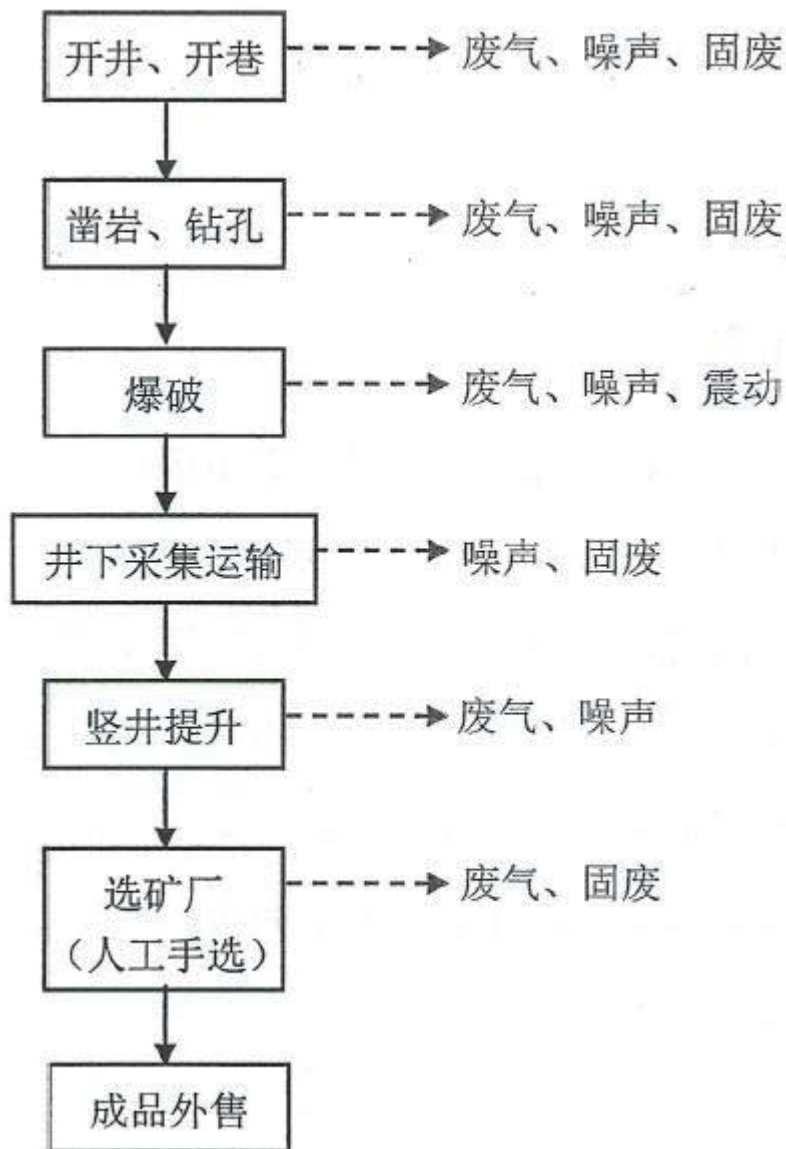 开井、开巷
废气、噪声、固废
凿岩、钻孔
废气、噪声、固废
爆破
废气、噪声、震动
井下采集运输
噪声、固废
竖井提升
废气、噪声
选矿厂
（人工手选）
废气、固废
成品外售